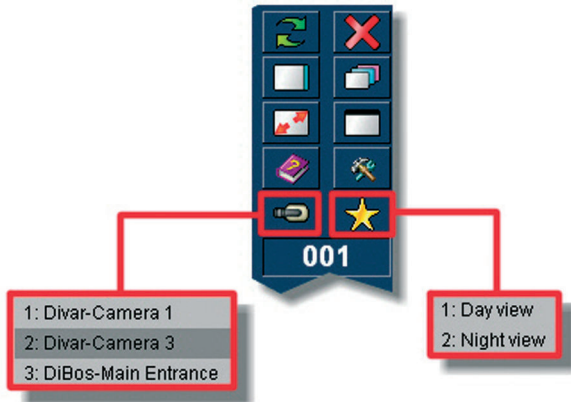 001
1: Divar-Camera 1
2: Divar-Camera 3
3: DiBos-Main Entrance
1: Day view
2: Night view